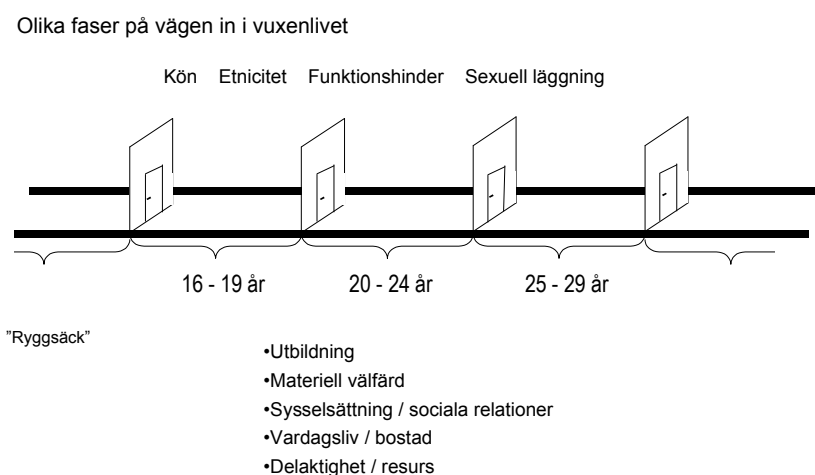 Olika faser på vägen in i vuxenlivet
Kön Etnicitet Funktionshinder Sexuell läggning
16 - 19 år 20 - 24 år 25 - 29 år
”Ryggsäck”
•Utbildning
•Materiell välfärd
•Sysselsättning / sociala relationer
•Vardagsliv / bostad
•Delaktighet / resurs